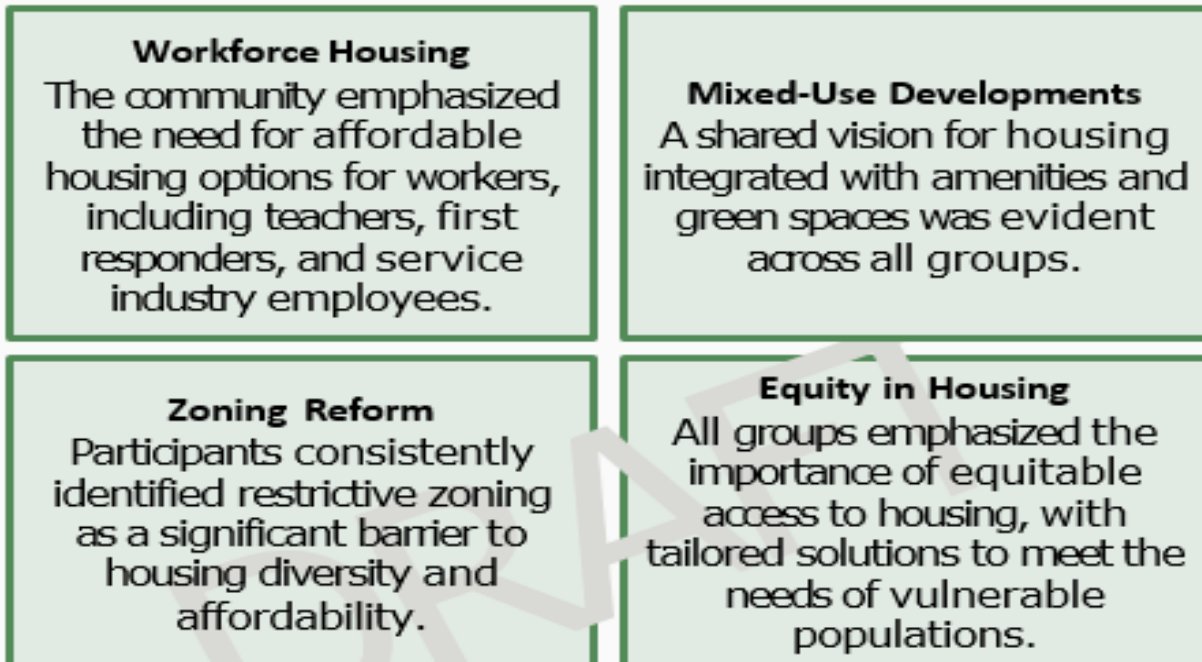 Workforce Housing
The community emphasized
the need for affordable
housing options for workers,
including teachers, first
responders, and service
industry employees.
Mixed-Use Developments
A shared vision for housing
integrated with amenities and
green spaces was evident
across all groups.
Zoning Reform
Participants consistently
identified restrictive zoning
as a significant barrier to
housing diversity and
affordability.
Equity in Housing
All groups emphasized the
importance of equitable
access to housing, with
tailored solutions to meet the
needs of vulnerable
populations.
DRAFT